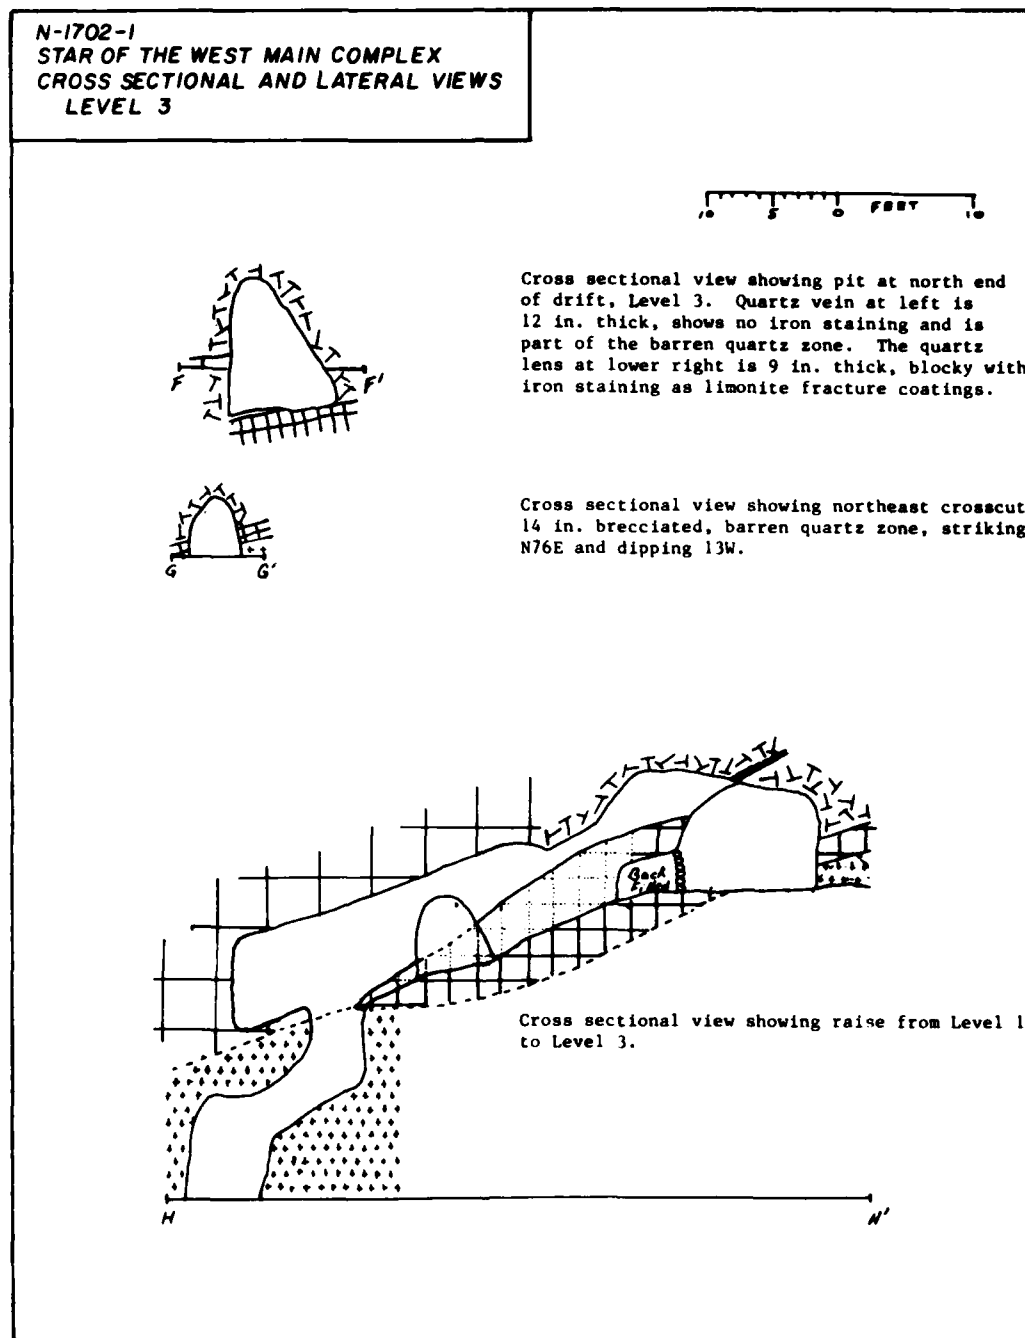 N-1702-1
STAR OF THE WEST MAIN COMPLEX
CROSS SECTIONAL AND LATERAL VIEWS
LEVEL 3
10 5 0 FEET 10
Cross sectional view showing pit at north end
of drift, Level 3. Quartz vein at left is
12 in. thick, shows no iron staining and is
part of the barren quartz zone. The quartz
lens at lower right is 9 in. thick, blocky with
iron staining as limonite fracture coatings.
F F'
Cross sectional view showing northeast crosscut
14 in. brecciated, barren quartz zone, striking
N76E and dipping 13W.
G G'
Back
Filled
Cross sectional view showing raise from Level 1
to Level 3.
H H'